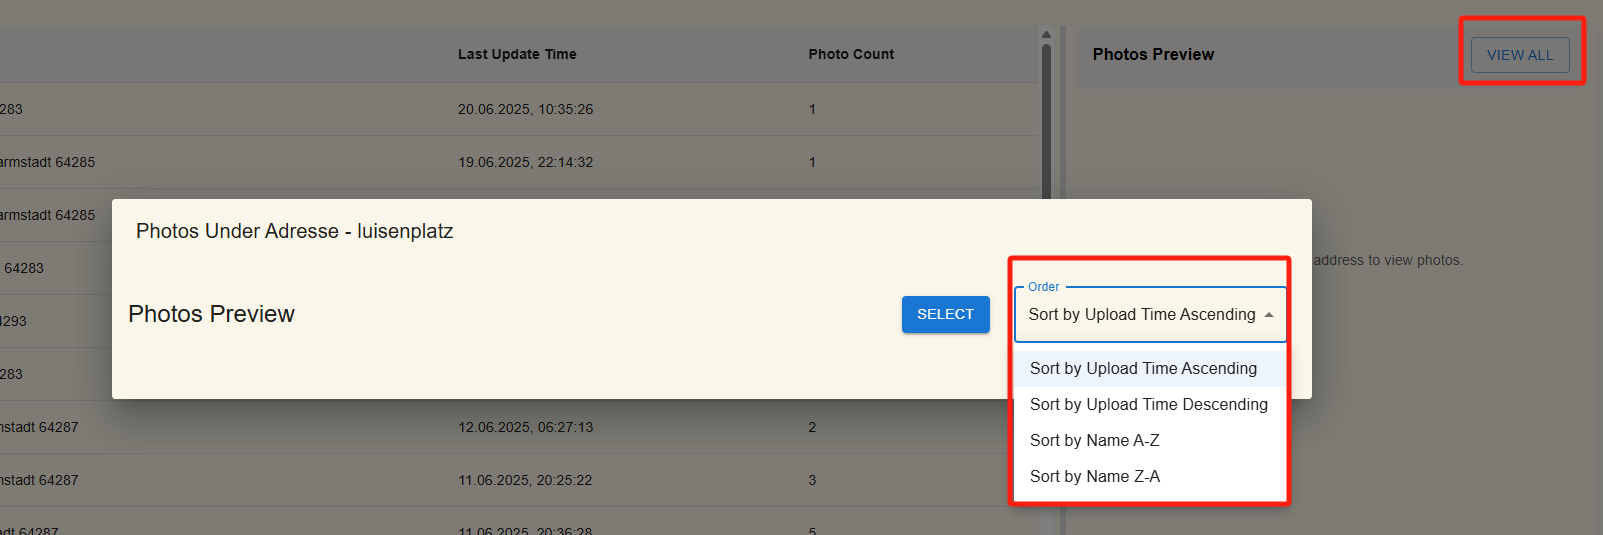 Last Update Time Photo Count Photos Preview VIEW ALL
283 20.06.2025, 10:35:26 1
armstadt 64285 19.06.2025, 22:14:32 1
armstadt 64285
Photos Under Adresse - luisenplatz
64283 address to view photos.
Order
Photos Preview SELECT Sort by Upload Time Ascending
4293
Sort by Upload Time Ascending
283
Sort by Upload Time Descending
nstadt 64287 12.06.2025, 06:27:13 2
Sort by Name A-Z
nstadt 64287 11.06.2025, 20:25:22 3
Sort by Name Z-A
adt 64287 11.06.2025, 20:36:28 5